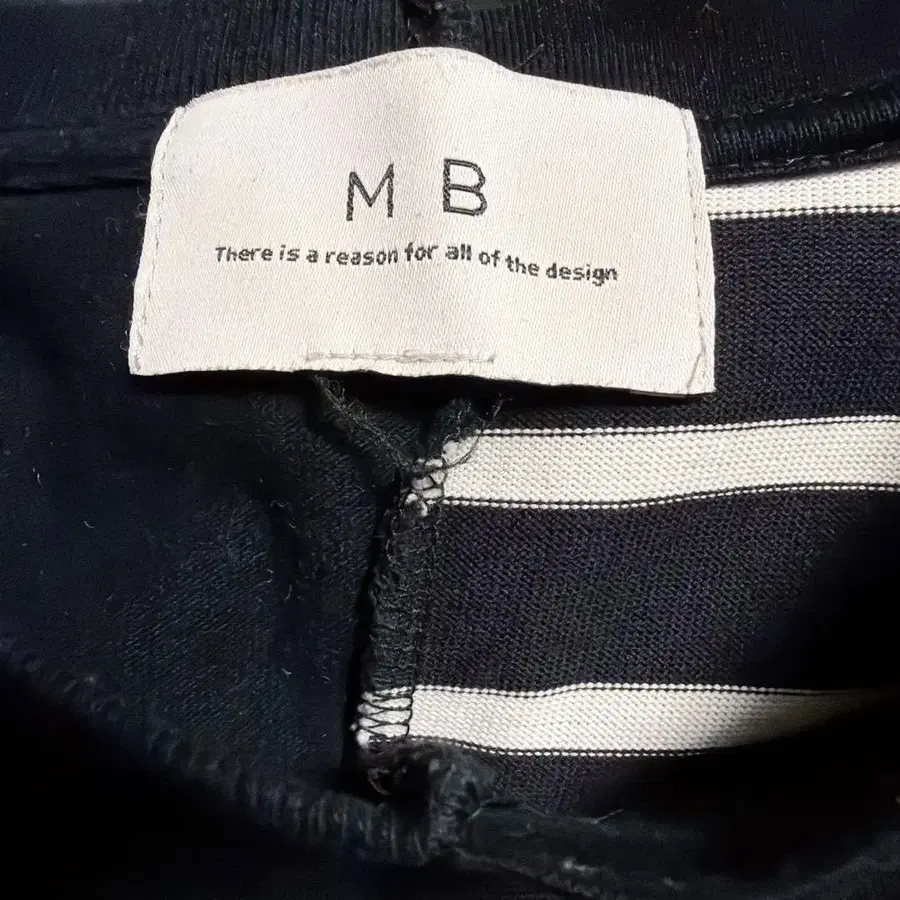 M B
There is a reason for all of the design